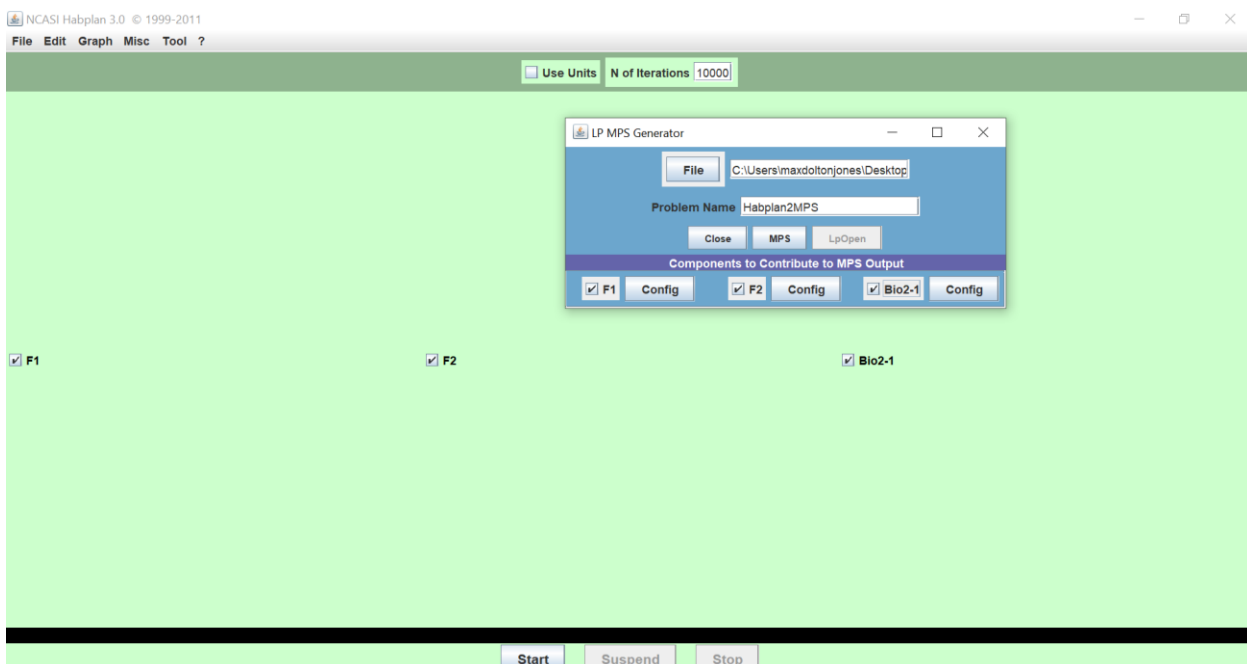 NCASI Habplan 3.0 © 1999-2011
File Edit Graph Misc Tool ?
Use Units N of Iterations 10000
LP MPS Generator
File C:\Users\maxdoltonjones\Desktop
Problem Name Habplan2MPS
Close MPS LpOpen
Components to Contribute to MPS Output
F1 Config F2 Config Bio2-1 Config
F1 F2 Bio2-1
Start Suspend Stop